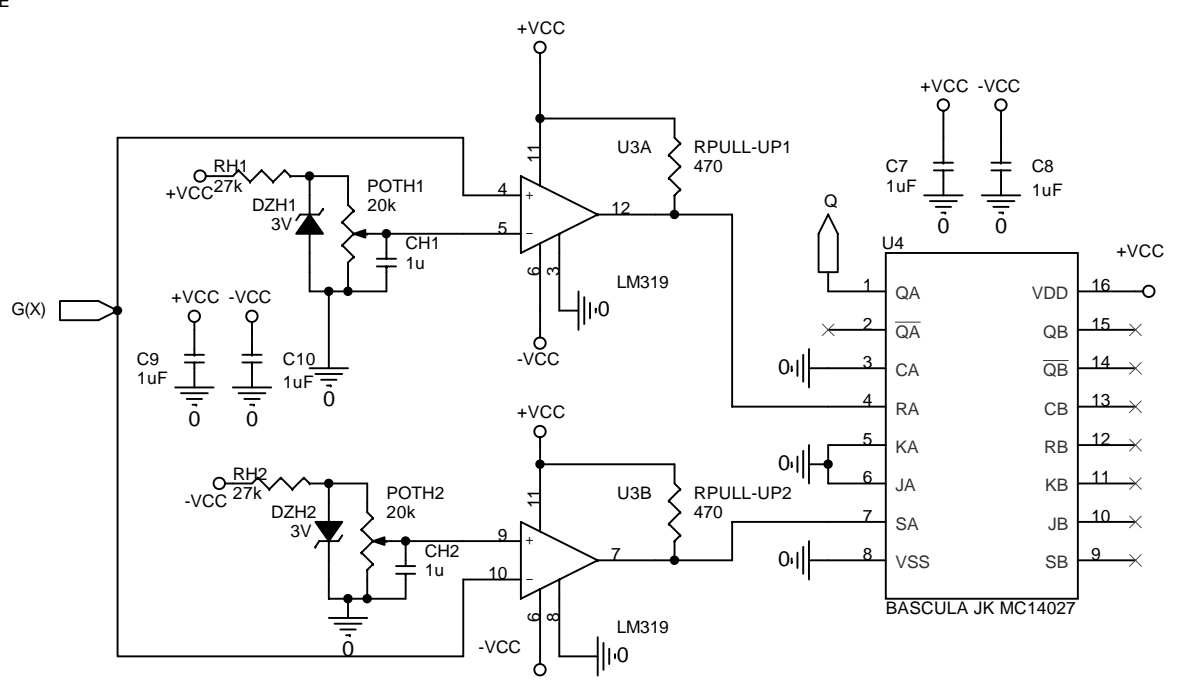 E
+VCC
+VCC -VCC
U3A
RPULL-UP1
470
C7
1uF
C8
1uF
0
0
11
RH1
27k
+VCC
DZH1
3V
POTH1
20k
4
+
5
−
12
CH1
1u
6
3
LM319
0
-VCC
G(X)
+VCC -VCC
C9
1uF
C10
1uF
0
0
0
Q
U4
+VCC
1
QA
VDD
16
2
QA
QB
15
0
3
CA
QB
14
4
RA
CB
13
5
KA
RB
12
0
6
JA
KB
11
7
SA
JB
10
0
8
VSS
SB
9
BASCULA JK MC14027
+VCC
11
U3B
RPULL-UP2
470
RH2
27k
-VCC
DZH2
3V
POTH2
20k
9
+
10
−
7
CH2
1u
6
8
LM319
0
-VCC
0